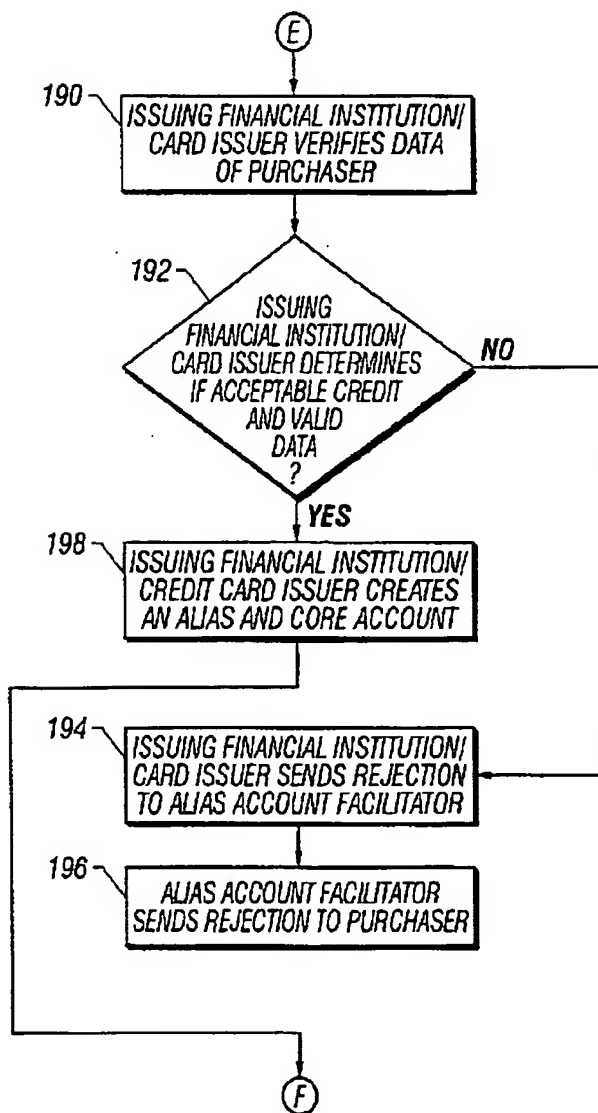 E
190
ISSUING FINANCIAL INSTITUTION/
CARD ISSUER VERIFIES DATA
OF PURCHASER
192
ISSUING
FINANCIAL INSTITUTION/
CARD ISSUER DETERMINES
IF ACCEPTABLE CREDIT
AND VALID
DATA
?
NO
YES
198
ISSUING FINANCIAL INSTITUTION/
CREDIT CARD ISSUER CREATES
AN ALIAS AND CORE ACCOUNT
194
ISSUING FINANCIAL INSTITUTION/
CARD ISSUER SENDS REJECTION
TO ALIAS ACCOUNT FACILITATOR
196
ALIAS ACCOUNT FACILITATOR
SENDS REJECTION TO PURCHASER
F